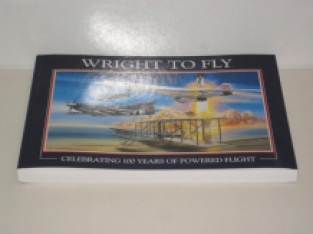 WRIGHT TO FLY
CELEBRATING 100 YEARS OF POWERED FLIGHT